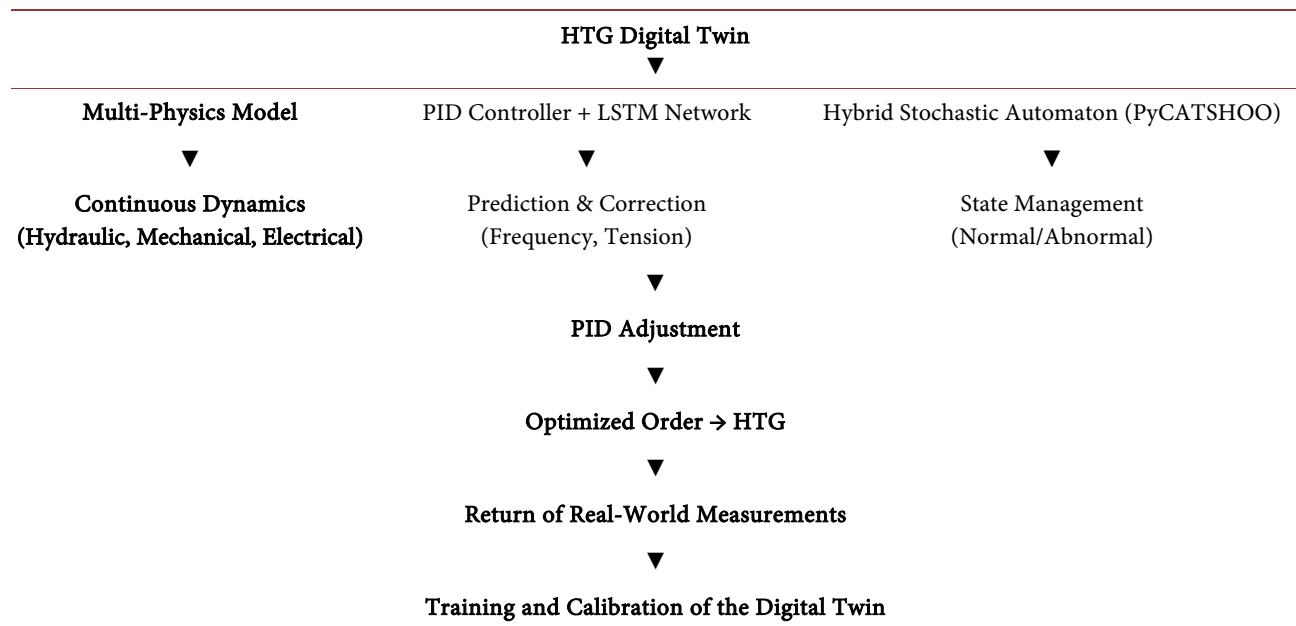 HTG Digital Twin
▼
Multi-Physics Model
PID Controller + LSTM Network
Hybrid Stochastic Automaton (PyCATSHOO)
▼ ▼ ▼
Continuous Dynamics
(Hydraulic, Mechanical, Electrical)
Prediction & Correction
(Frequency, Tension)
State Management
(Normal/Abnormal)
▼
PID Adjustment
▼
Optimized Order → HTG
▼
Return of Real-World Measurements
▼
Training and Calibration of the Digital Twin